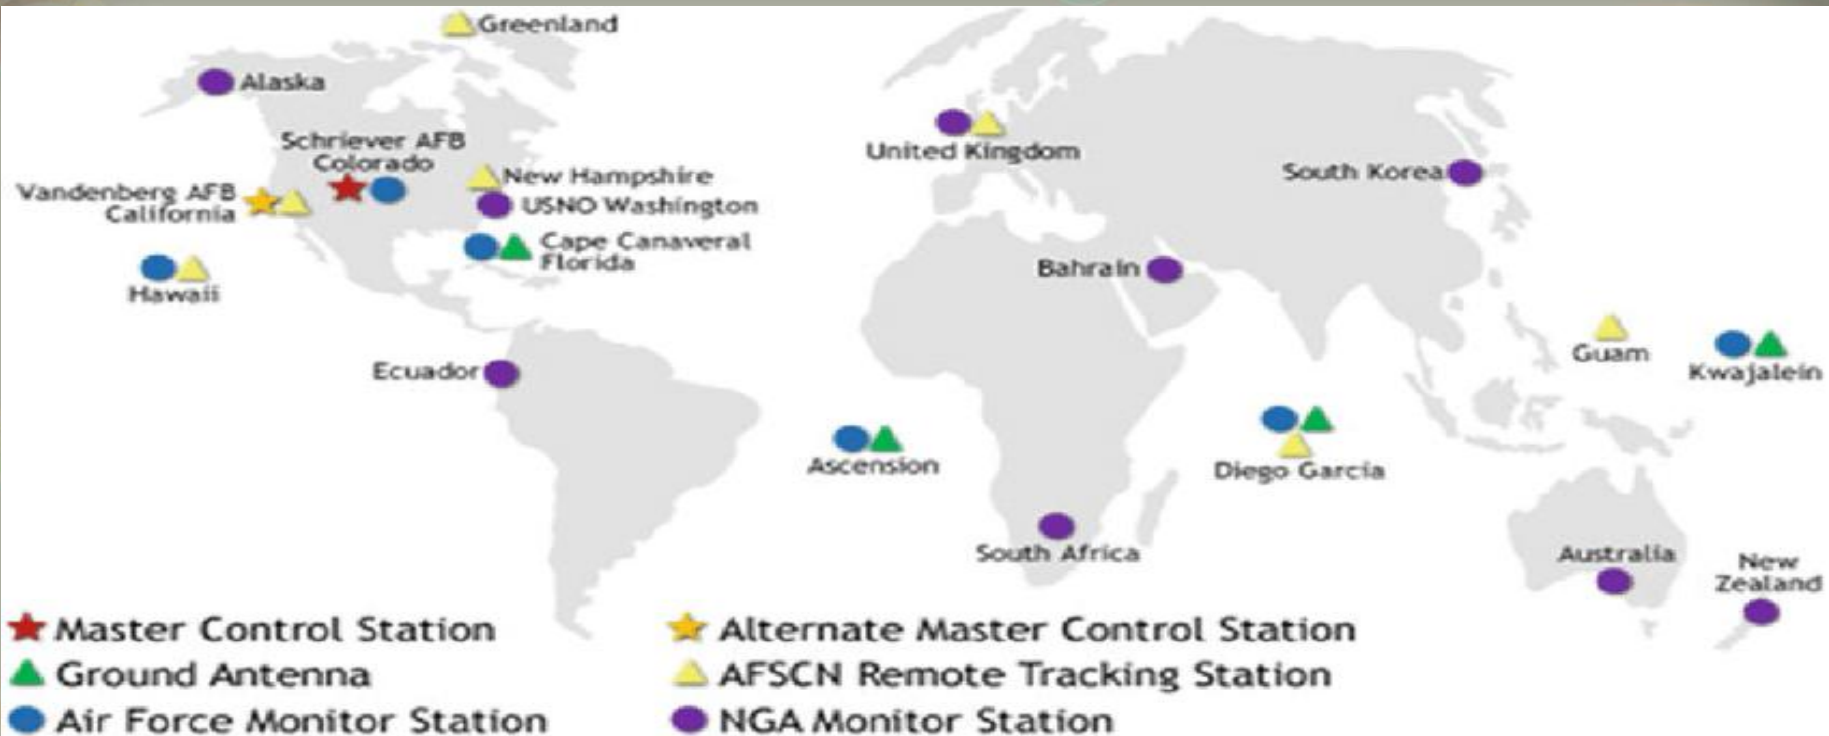 Greenland
Alaska
Schriever AFB
Colorado
United Kingdom
New Hampshire
South Korea
Vandenberg AFB
California
USNO Washington
Cape Canaveral
Florida
Bahrain
Hawaii
Guam
Ecuador
Kwajalein
Ascension
Diego Garcia
South Africa
Australia
New
Zealand
Master Control Station
Alternate Master Control Station
Ground Antenna
AFSCN Remote Tracking Station
Air Force Monitor Station
NGA Monitor Station